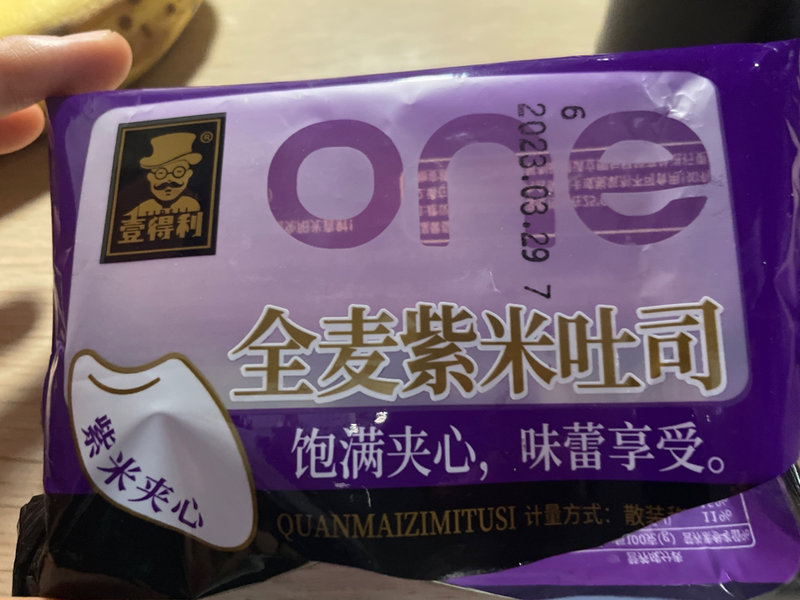 壹得利
®
one
6
2023.03.29 7
全麦紫米吐司
紫米夹心
饱满夹心，味蕾享受。
QUANMAIZIMITUSI 计量方式：散装